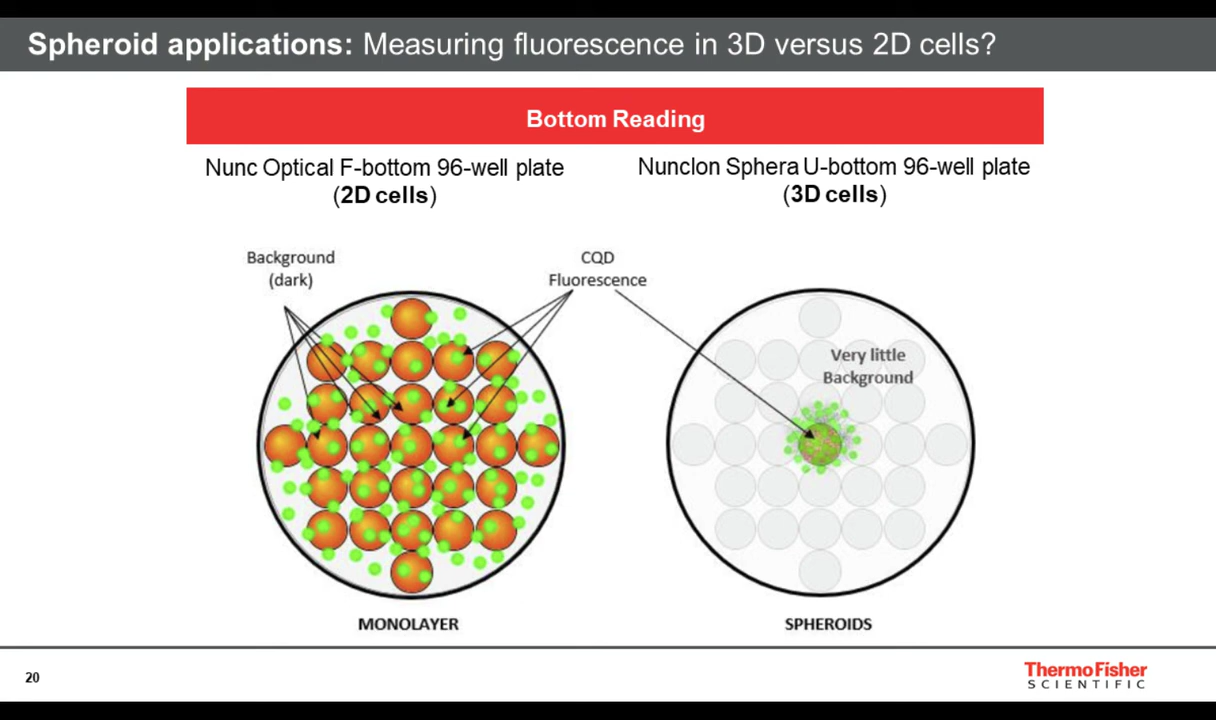 Spheroid applications: Measuring fluorescence in 3D versus 2D cells?
Bottom Reading
Nunc Optical F-bottom 96-well plate
(2D cells)
Nunclon Sphera U-bottom 96-well plate
(3D cells)
Background
(dark)
CQD
Fluorescence
Very little
Background
MONOLAYER
SPHEROIDS
20
ThermoFisher
SCIENTIFIC